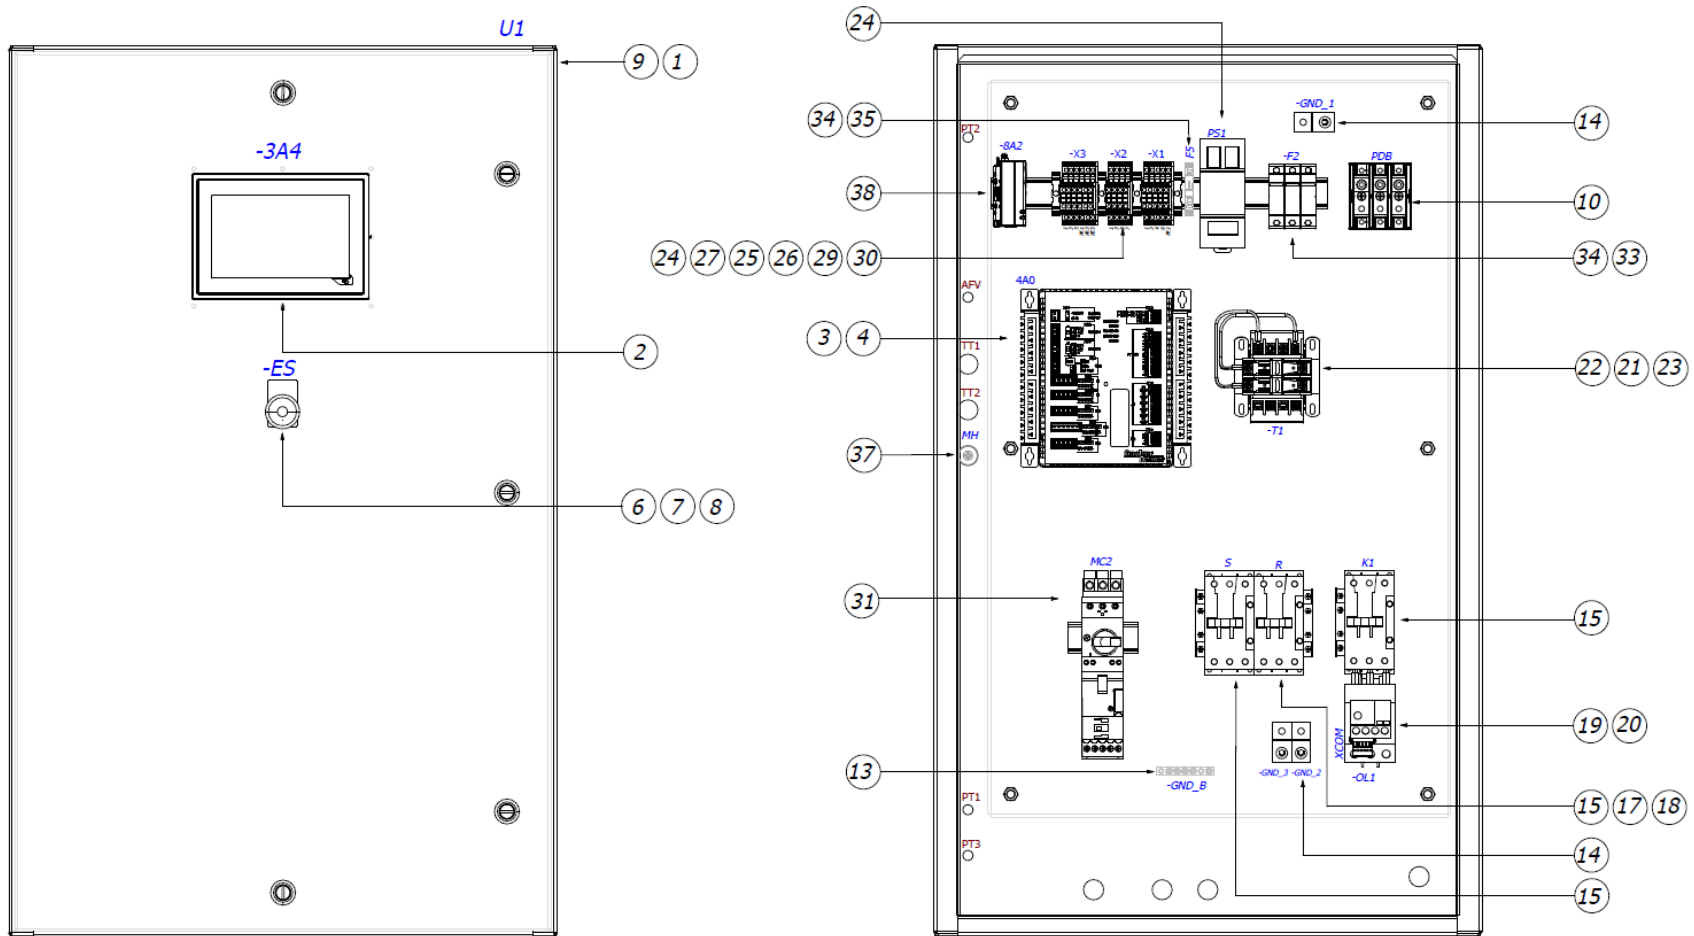 U1
9 1
-3A4
2
-ES
6 7 8
24
34 35
-GND_1
14
PT2
-8A2
-X3
-X2
-X1
F5
PS1
-F2
PDB
38
10
24 27 25 26 29 30
34 33
AFV
4A0
3 4
TT1
22 21 23
TT2
-T1
MH
37
MC2
S
R
K1
31
15
19 20
XCOM
-OL1
13
-GND_B
-GND_3 -GND_2
PT1
15 17 18
PT3
14
15